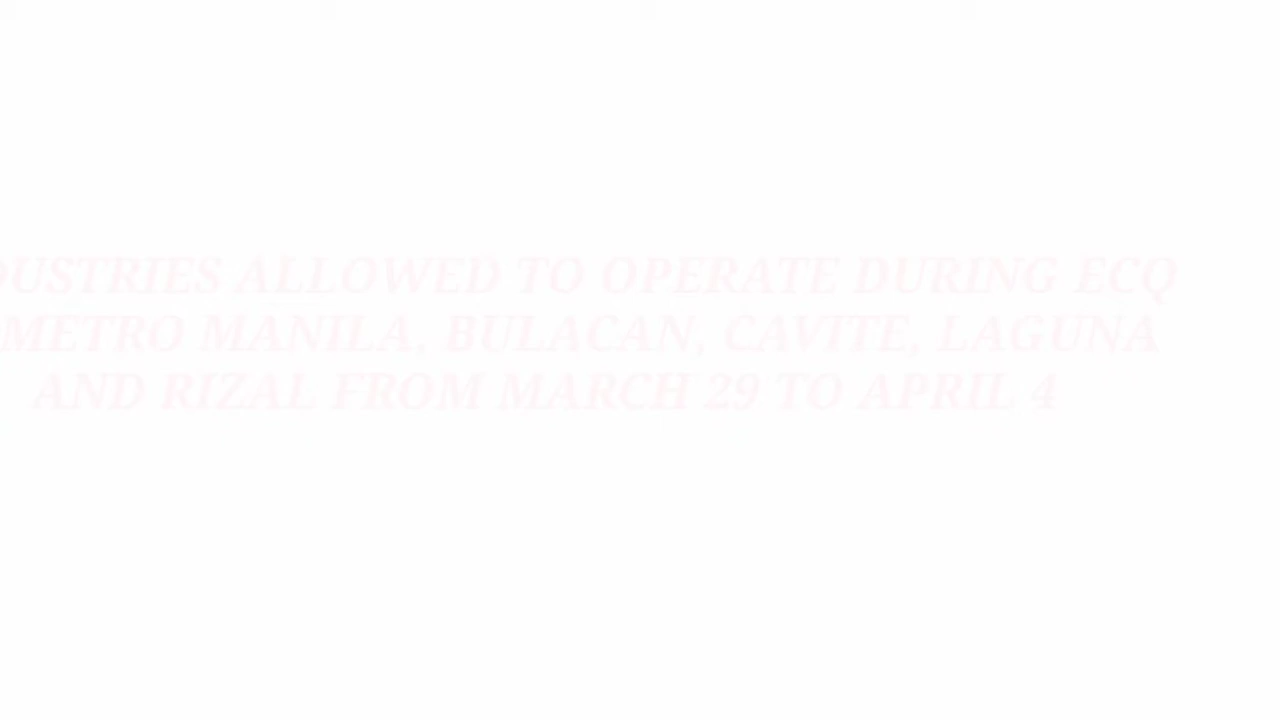 DUSTRIES ALLOWED TO OPERATE DURING ECQ
METRO MANILA, BULACAN, CAVITE, LAGUNA
AND RIZAL FROM MARCH 29 TO APRIL 4